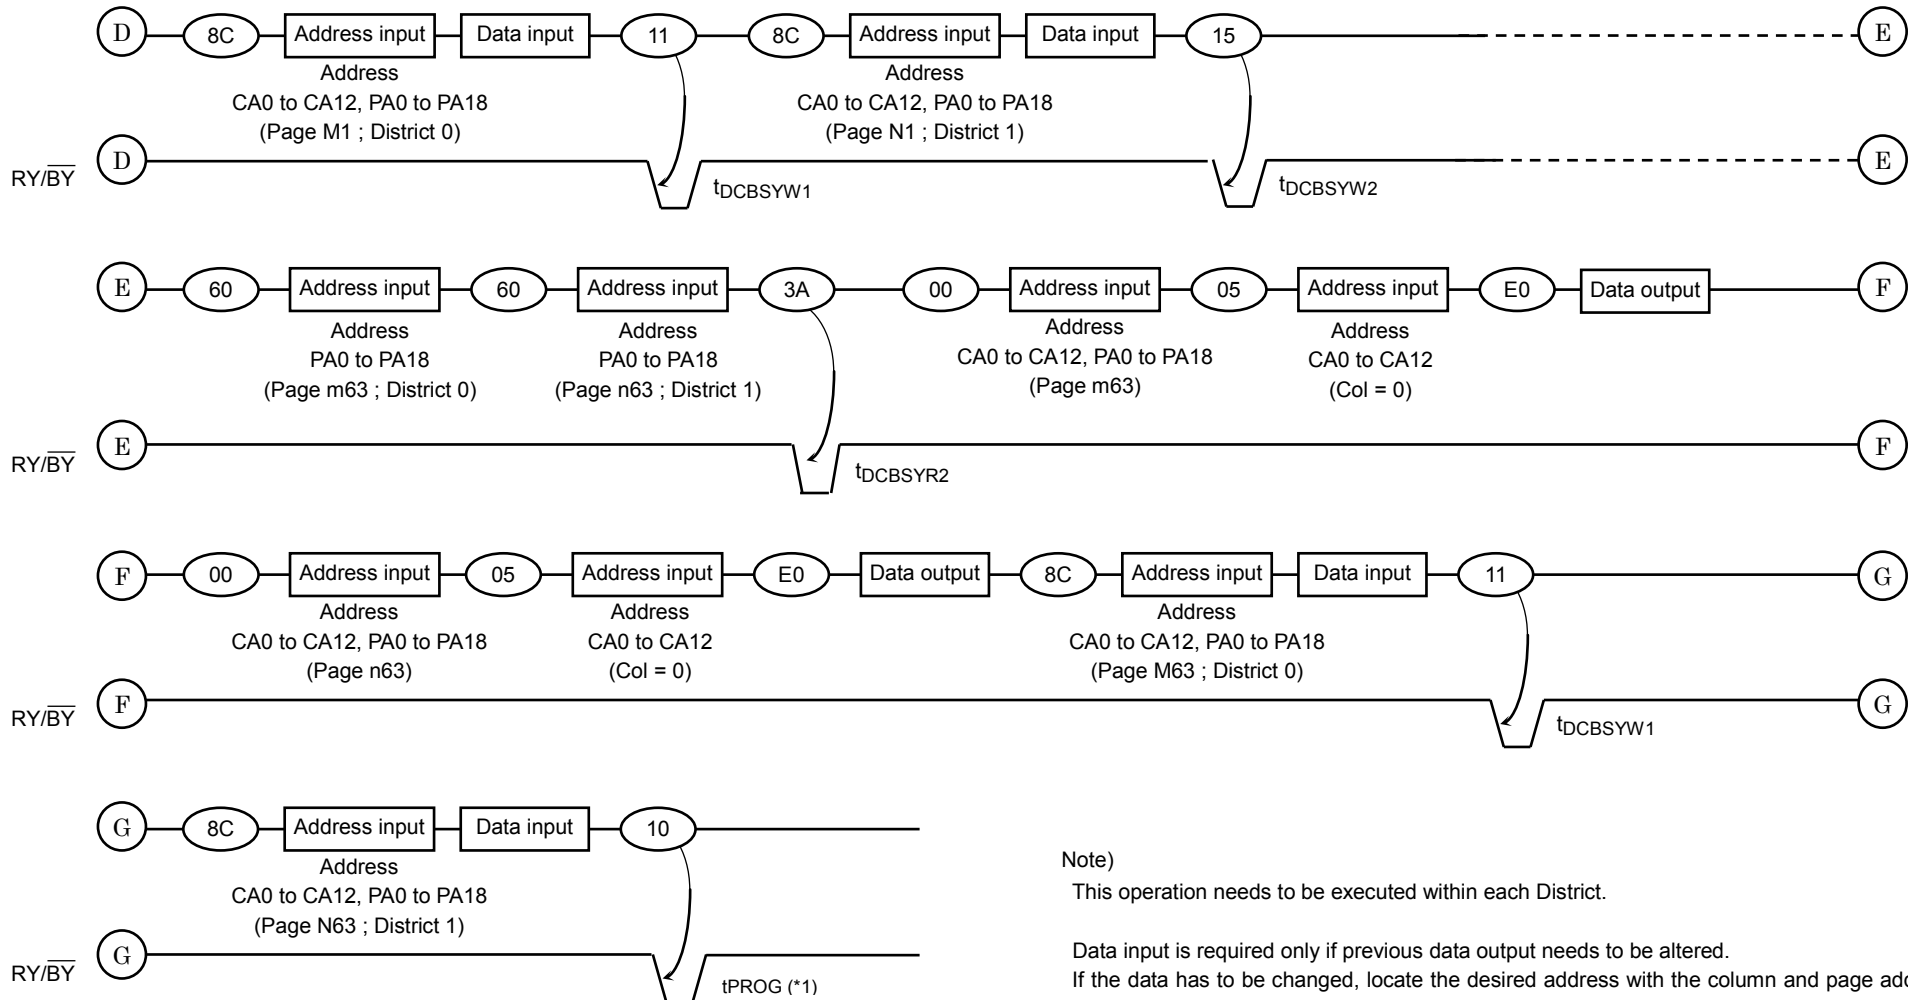 D 8C Address input Data input 11 8C Address input Data input 15 E
Address Address
CA0 to CA12, PA0 to PA18 CA0 to CA12, PA0 to PA18
(Page M1 ; District 0) (Page N1 ; District 1)
D E
RY/BY tDCBSYW1 tDCBSYW2
E 60 Address input 60 Address input 3A 00 Address input 05 Address input E0 Data output F
Address Address Address Address
PA0 to PA18 PA0 to PA18 CA0 to CA12, PA0 to PA18 CA0 to CA12
(Page m63 ; District 0) (Page n63 ; District 1) (Page m63) (Col = 0)
E F
RY/BY tDCBSYR2
F 00 Address input 05 Address input E0 Data output 8C Address input Data input 11 G
Address Address Address
CA0 to CA12, PA0 to PA18 CA0 to CA12 CA0 to CA12, PA0 to PA18
(Page n63) (Col = 0) (Page M63 ; District 0)
F G
RY/BY tDCBSYW1
G 8C Address input Data input 10
Address
CA0 to CA12, PA0 to PA18
(Page N63 ; District 1)
G
RY/BY tPROG (*1)
Note)
This operation needs to be executed within each District.
Data input is required only if previous data output needs to be altered.
If the data has to be changed, locate the desired address with the column and page